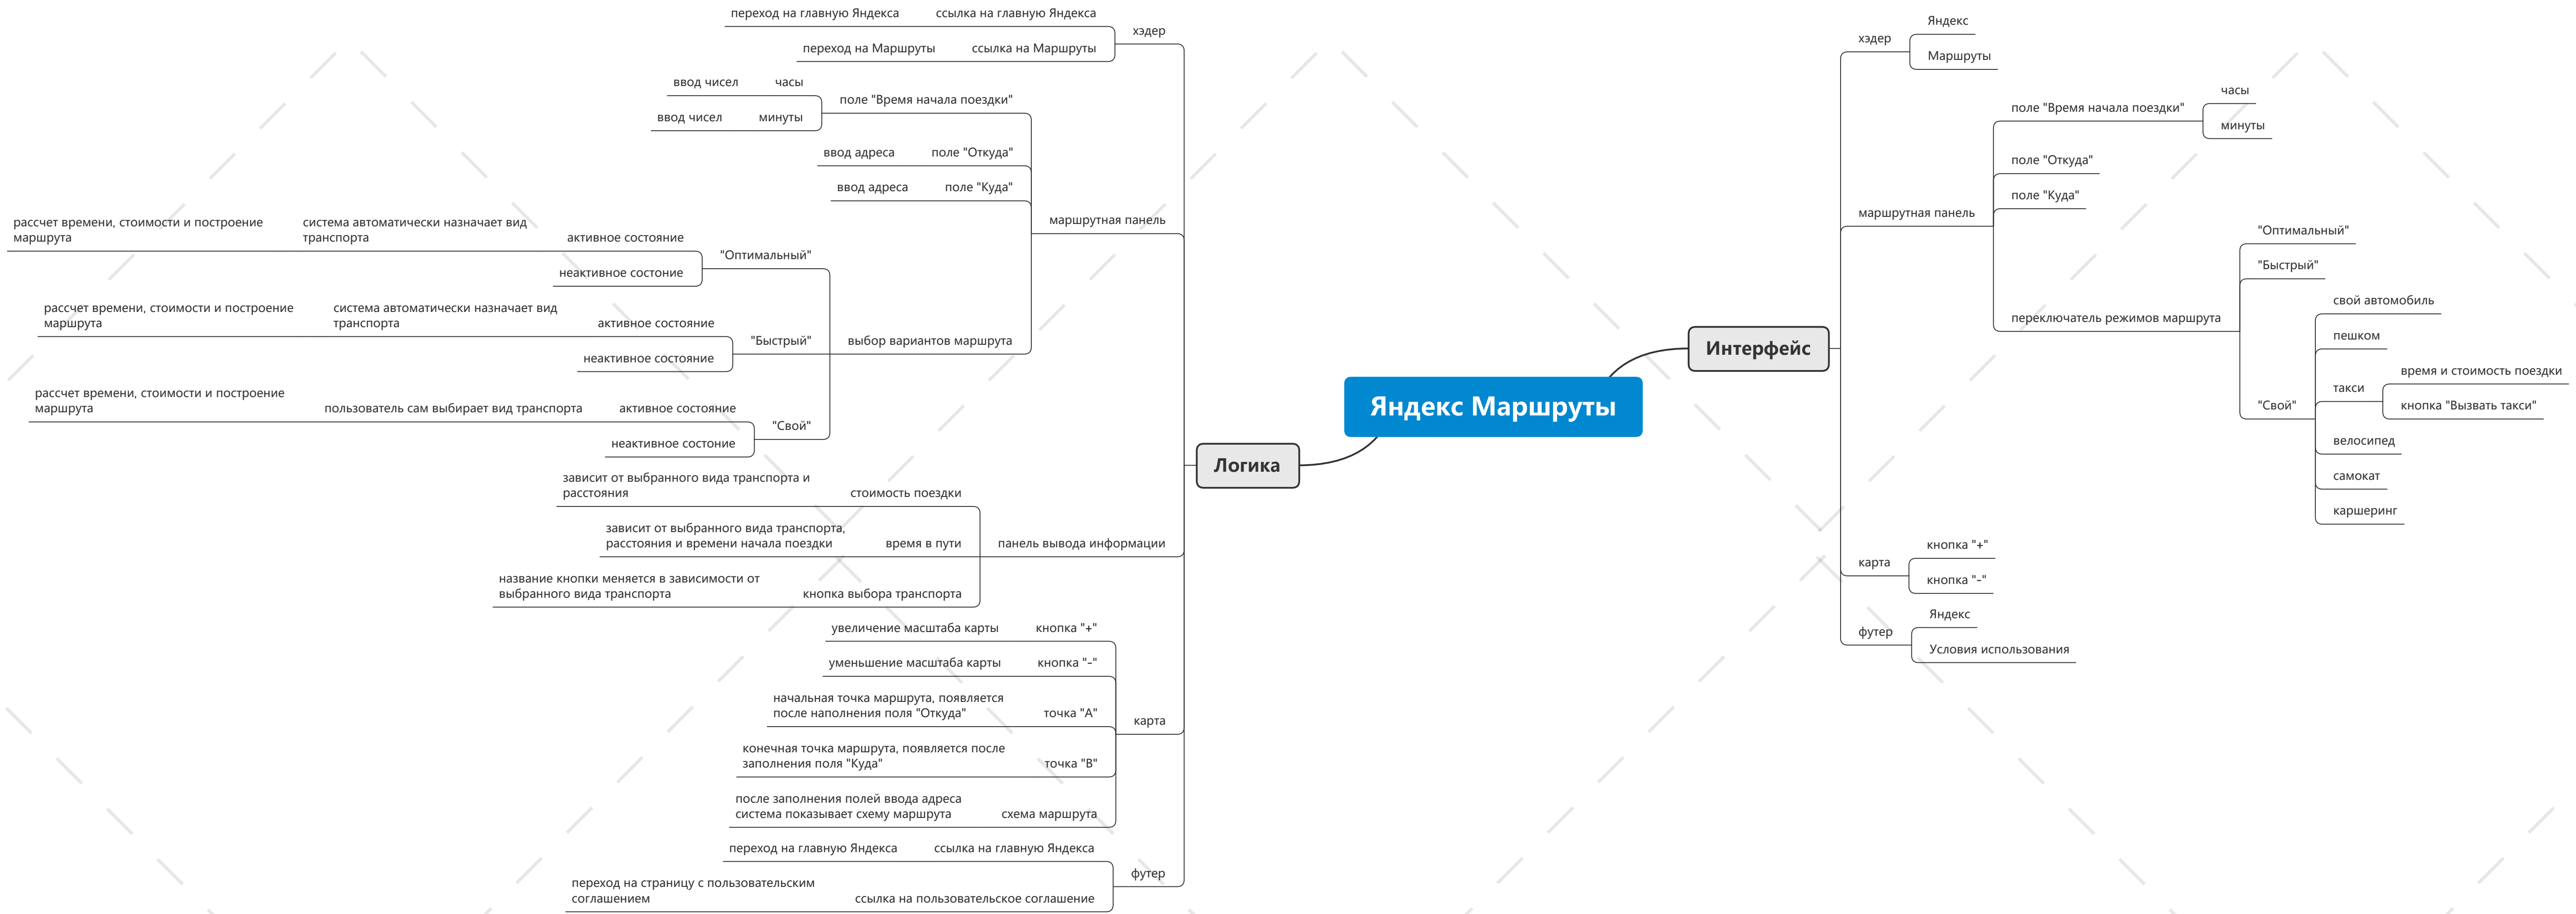 Яндекс Маршруты
Интерфейс
хэдер
Яндекс
Маршруты
маршрутная панель
поле "Время начала поездки"
часы
минуты
поле "Откуда"
поле "Куда"
переключатель режимов маршрута
"Оптимальный"
"Быстрый"
"Свой"
свой автомобиль
пешком
такси
время и стоимость поездки
кнопка "Вызвать такси"
велосипед
самокат
каршеринг
карта
кнопка "+"
кнопка "-"
футер
Яндекс
Условия использования
Логика
хэдер
ссылка на главную Яндекса
переход на главную Яндекса
ссылка на Маршруты
переход на Маршруты
маршрутная панель
поле "Время начала поездки"
часы
ввод чисел
минуты
ввод чисел
поле "Откуда"
ввод адреса
поле "Куда"
ввод адреса
выбор вариантов маршрута
"Оптимальный"
активное состояние
система автоматически назначает вид
транспорта
рассчет времени, стоимости и построение
маршрута
неактивное состоние
"Быстрый"
активное состояние
система автоматически назначает вид
транспорта
рассчет времени, стоимости и построение
маршрута
неактивное состоние
"Свой"
активное состояние
пользователь сам выбирает вид транспорта
рассчет времени, стоимости и построение
маршрута
неактивное состоние
панель вывода информации
стоимость поездки
зависит от выбранного вида транспорта и
расстояния
время в пути
зависит от выбранного вида транспорта,
расстояния и времени начала поездки
кнопка выбора транспорта
название кнопки меняется в зависимости от
выбранного вида транспорта
карта
кнопка "+"
увеличение масштаба карты
кнопка "-"
уменьшение масштаба карты
точка "А"
начальная точка маршрута, появляется
после наполнения поля "Откуда"
точка "В"
конечная точка маршрута, появляется после
заполнения поля "Куда"
схема маршрута
после заполнения полей ввода адреса
система показывает схему маршрута
футер
ссылка на главную Яндекса
переход на главную Яндекса
ссылка на пользовательское соглашение
переход на страницу с пользовательским
соглашением